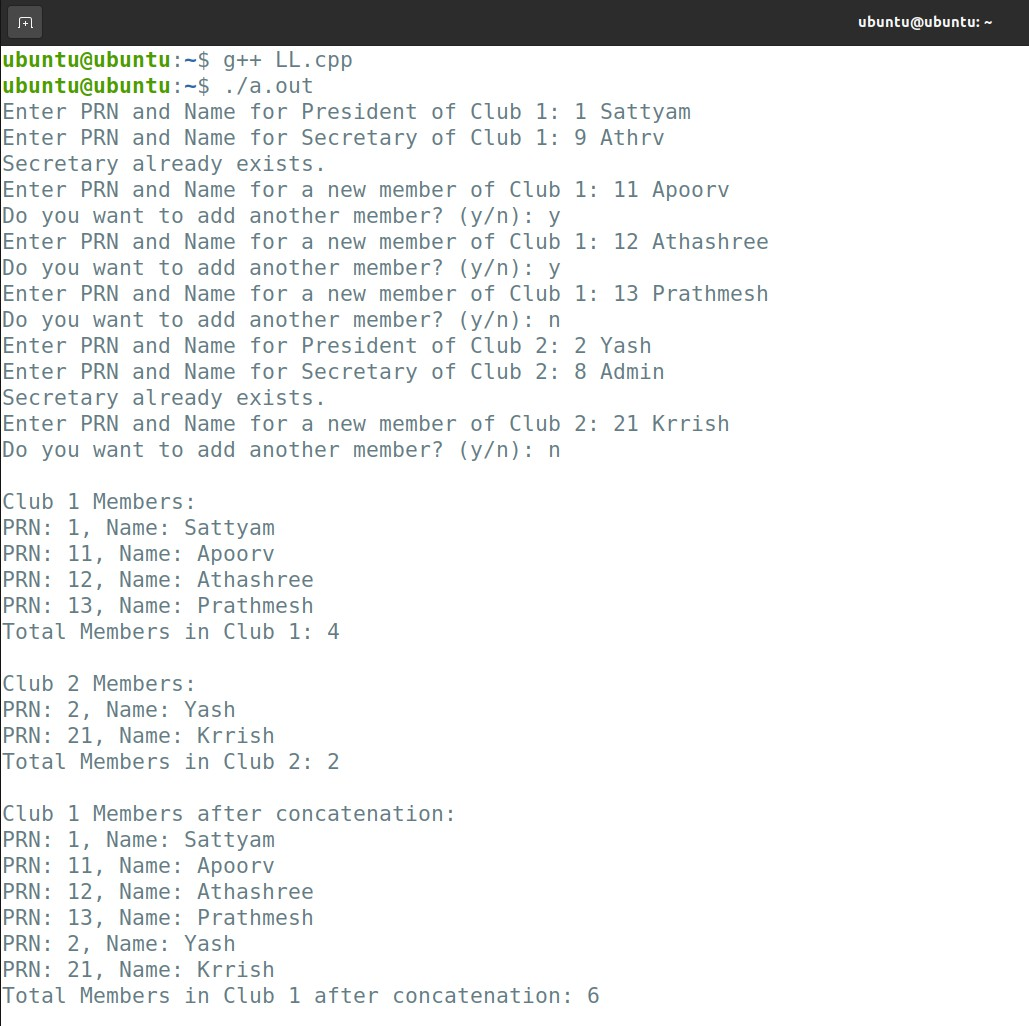 ubuntu@ubuntu: ~
ubuntu@ubuntu:~$ g++ LL.cpp
ubuntu@ubuntu:~$ ./a.out
Enter PRN and Name for President of Club 1: 1 Sattyam
Enter PRN and Name for Secretary of Club 1: 9 Athrv
Secretary already exists.
Enter PRN and Name for a new member of Club 1: 11 Apoorv
Do you want to add another member? (y/n): y
Enter PRN and Name for a new member of Club 1: 12 Athashree
Do you want to add another member? (y/n): y
Enter PRN and Name for a new member of Club 1: 13 Prathmesh
Do you want to add another member? (y/n): n
Enter PRN and Name for President of Club 2: 2 Yash
Enter PRN and Name for Secretary of Club 2: 8 Admin
Secretary already exists.
Enter PRN and Name for a new member of Club 2: 21 Krrish
Do you want to add another member? (y/n): n

Club 1 Members:
PRN: 1, Name: Sattyam
PRN: 11, Name: Apoorv
PRN: 12, Name: Athashree
PRN: 13, Name: Prathmesh
Total Members in Club 1: 4

Club 2 Members:
PRN: 2, Name: Yash
PRN: 21, Name: Krrish
Total Members in Club 2: 2

Club 1 Members after concatenation:
PRN: 1, Name: Sattyam
PRN: 11, Name: Apoorv
PRN: 12, Name: Athashree
PRN: 13, Name: Prathmesh
PRN: 2, Name: Yash
PRN: 21, Name: Krrish
Total Members in Club 1 after concatenation: 6